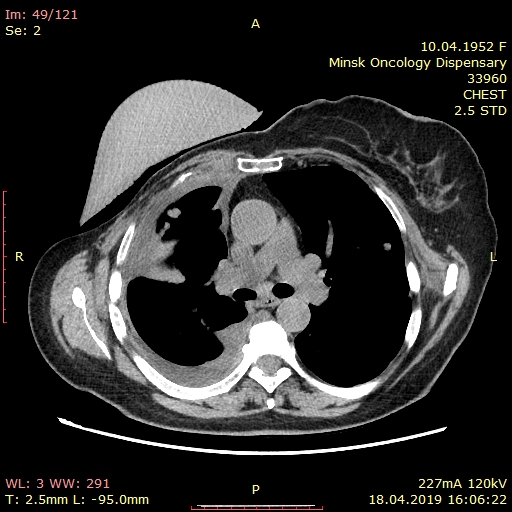 Im: 49/121
Se: 2
A
10.04.1952 F
Minsk Oncology Dispensary
33960
CHEST
2.5 STD
R
L
WL: 3 WW: 291
T: 2.5mm L: -95.0mm
P
227mA 120kV
18.04.2019 16:06:22